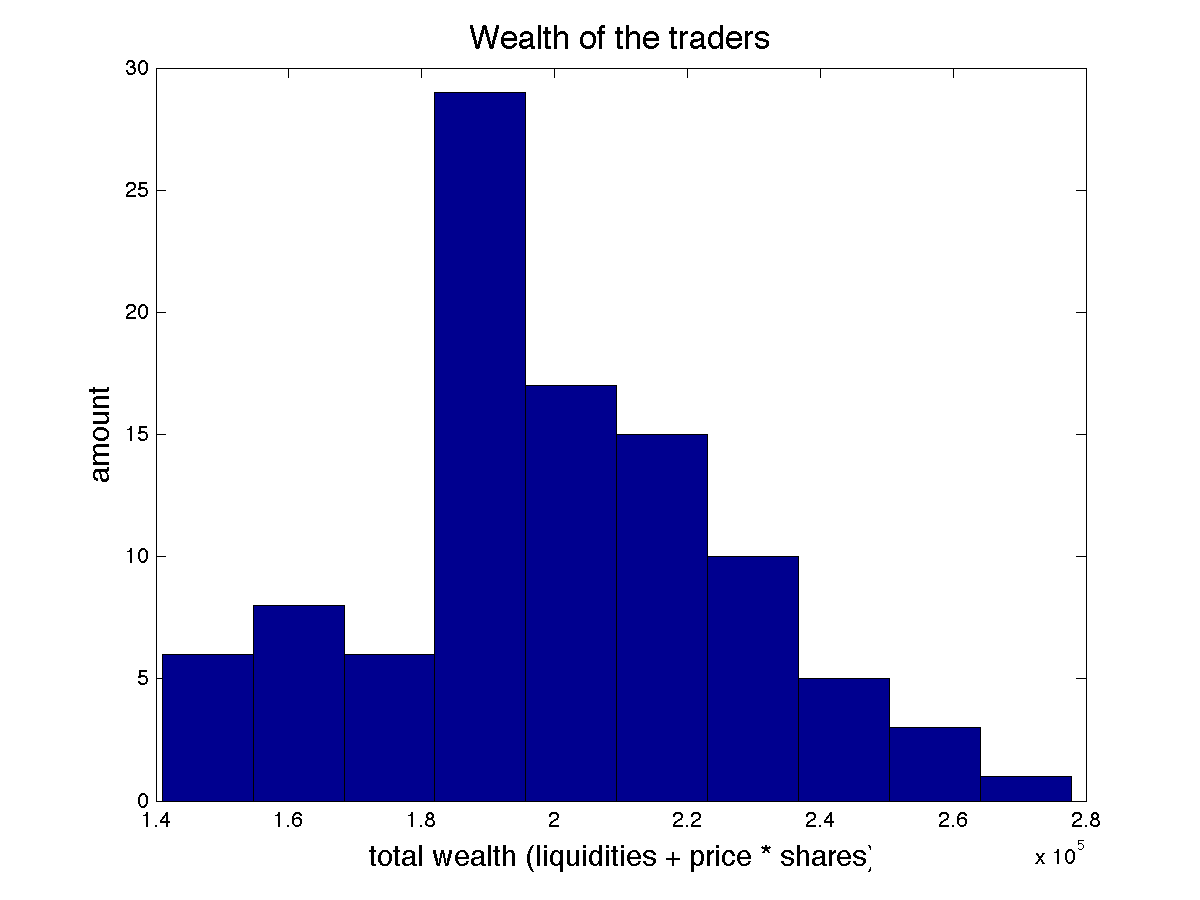 Wealth of the traders
30
25
20
15
10
5
0
amount
1.4 1.6 1.8 2 2.2 2.4 2.6 2.8
x 10^5
total wealth (liquidities + price * shares)